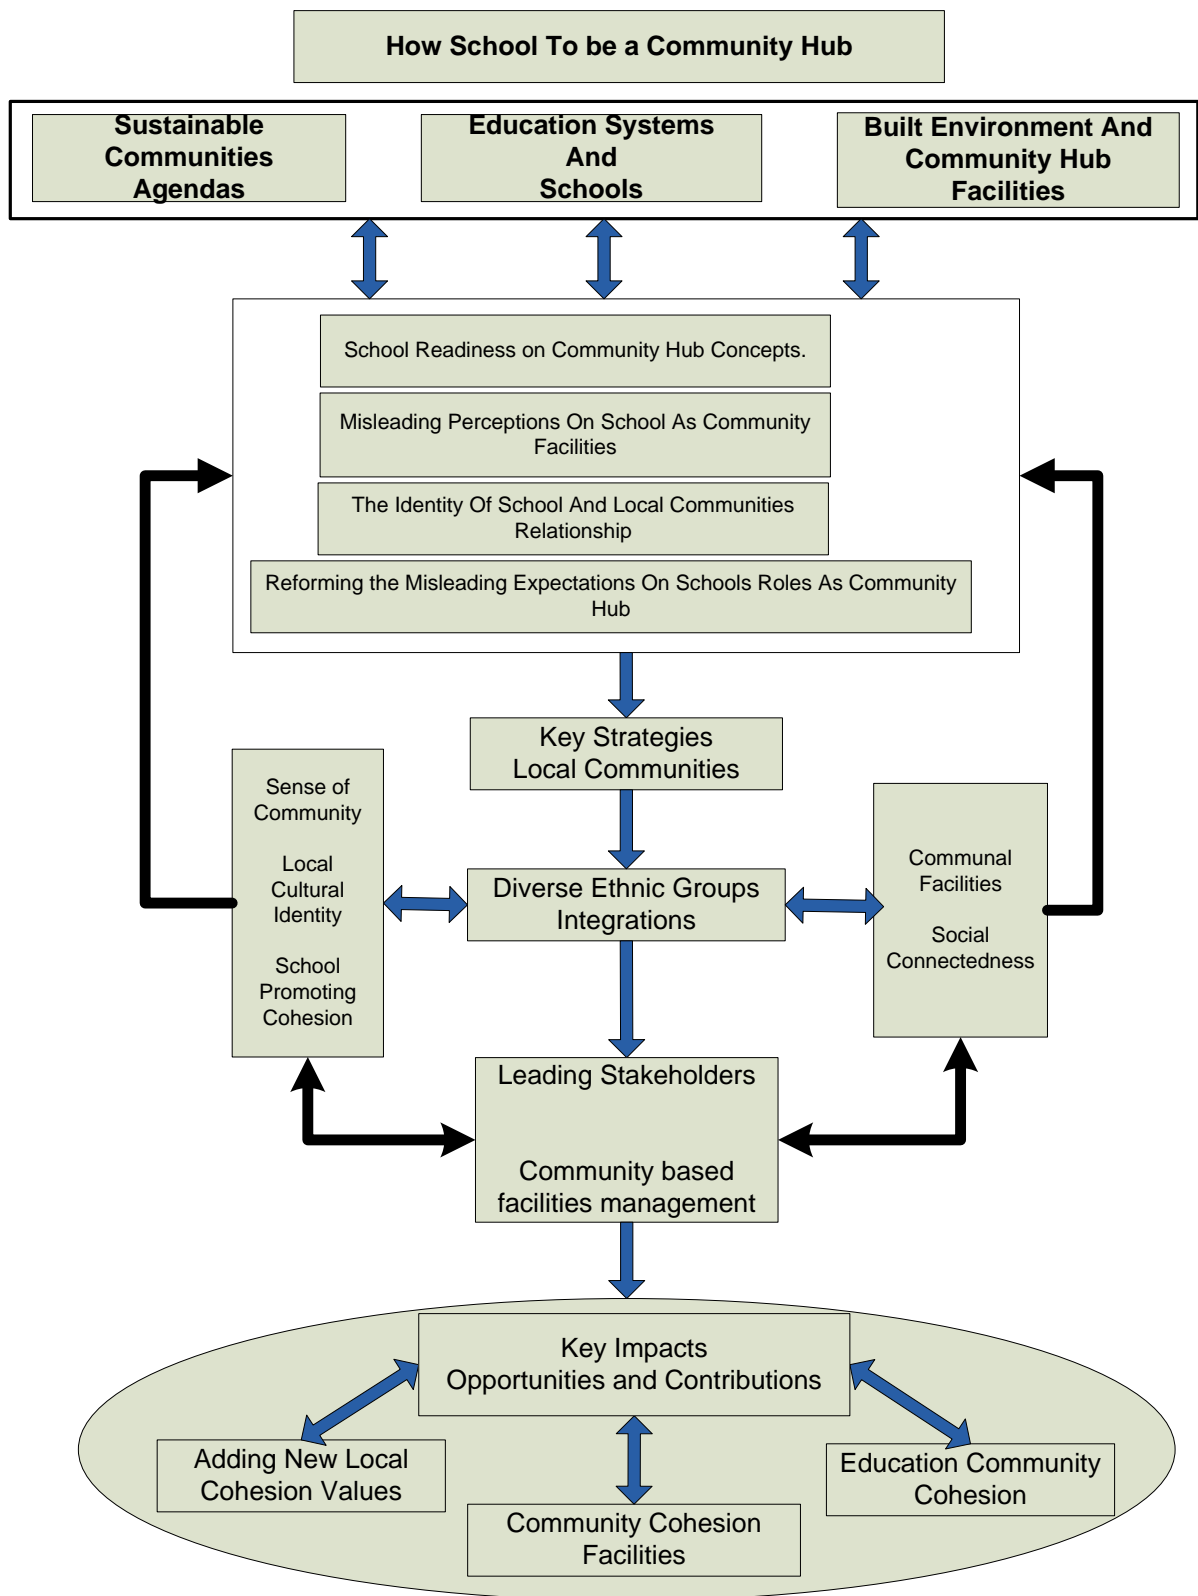 How School To be a Community Hub
Sustainable
Communities
Agendas
Education Systems
And
Schools
Built Environment And
Community Hub
Facilities
School Readiness on Community Hub Concepts.
Misleading Perceptions On School As Community
Facilities
The Identity Of School And Local Communities
Relationship
Reforming the Misleading Expectations On Schools Roles As Community
Hub
Key Strategies
Local Communities
Sense of
Community
Local
Cultural
Identity
School
Promoting
Cohesion
Diverse Ethnic Groups
Integrations
Communal
Facilities
Social
Connectedness
Leading Stakeholders
Community based
facilities management
Key Impacts
Opportunities and Contributions
Adding New Local
Cohesion Values
Community Cohesion
Facilities
Education Community
Cohesion